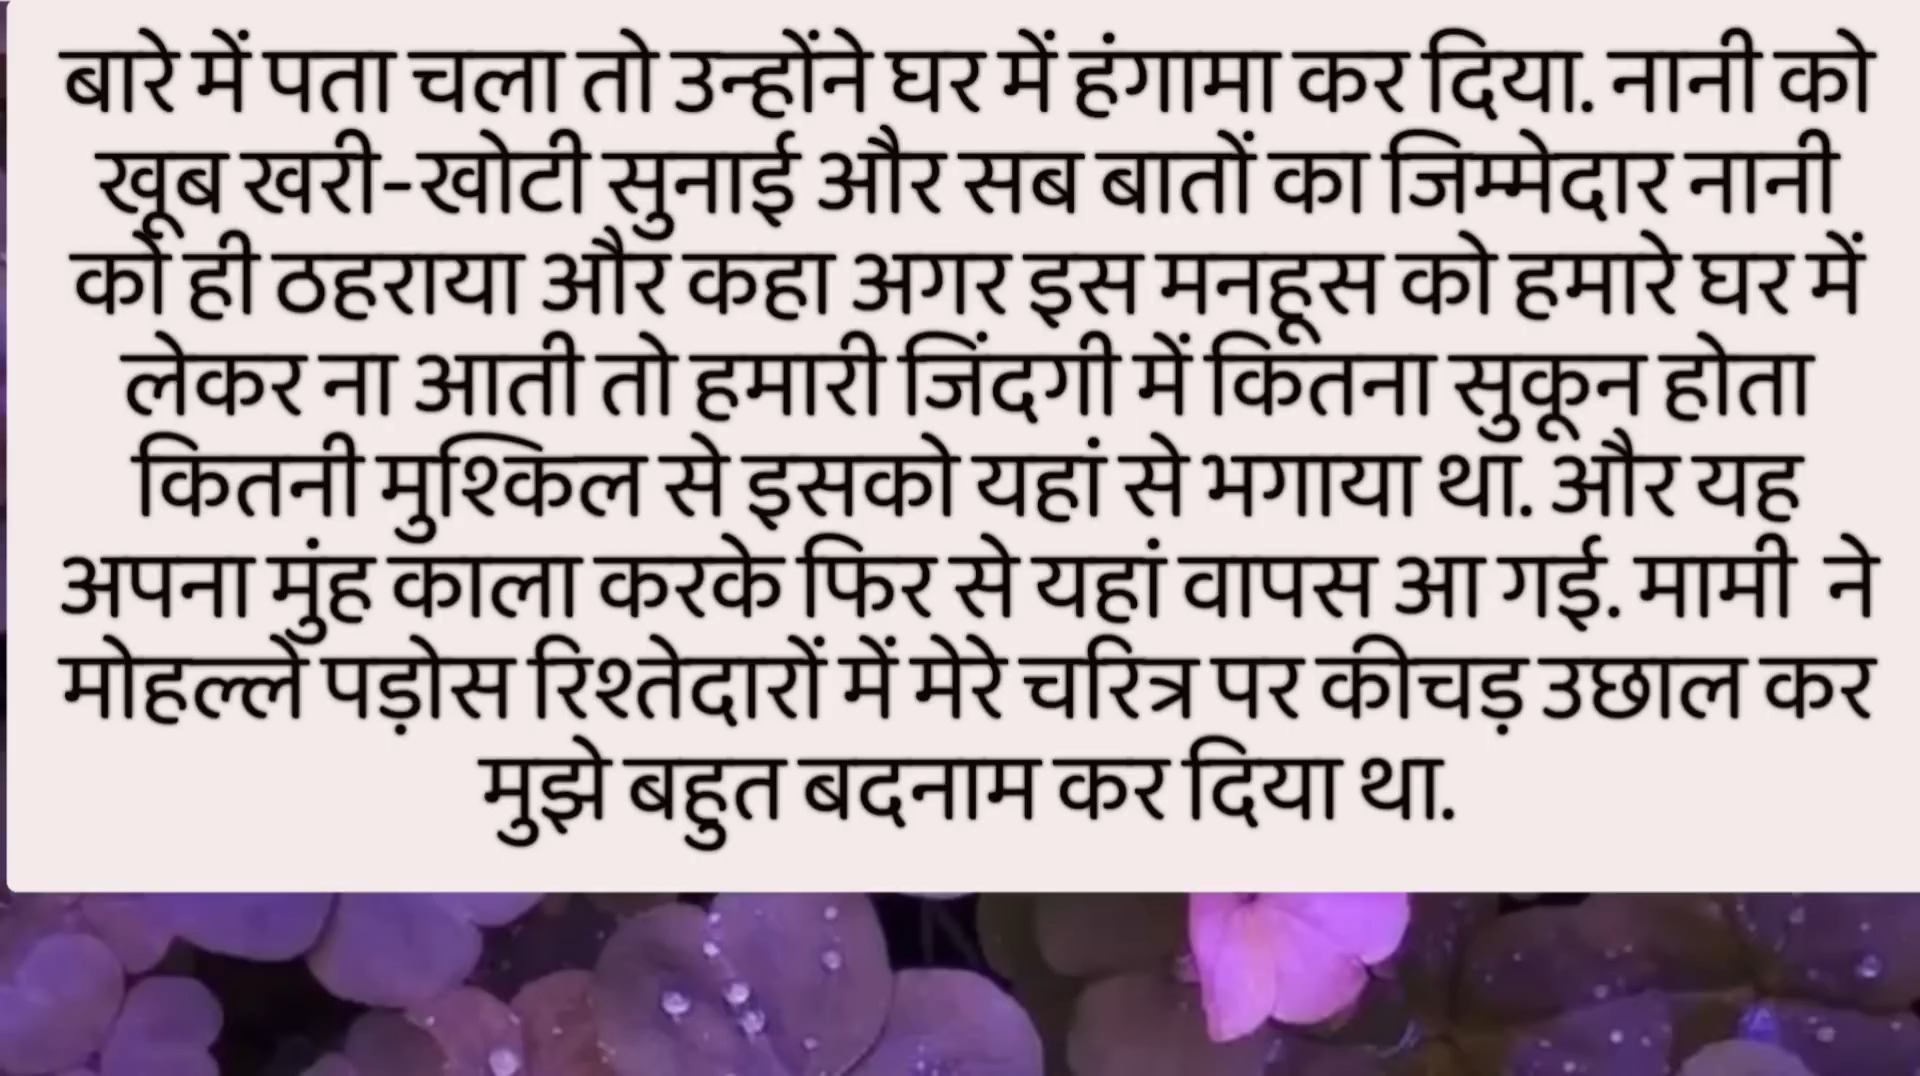 बारे में पता चला तो उन्होंने घर में हंगामा कर दिया. नानी को
खूब खरी-खोटी सुनाई और सब बातों का जिम्मेदार नानी
को ही ठहराया और कहा अगर इस मनहूस को हमारे घर में
लेकर ना आती तो हमारी जिंदगी में कितना सुकून होता
कितनी मुश्किल से इसको यहां से भगाया था. और यह
अपना मुंह काला करके फिर से यहां वापस आ गई. मामी  ने
मोहल्ले पड़ोस रिश्तेदारों में मेरे चरित्र पर कीचड़ उछाल कर
मुझे बहुत बदनाम कर दिया था.